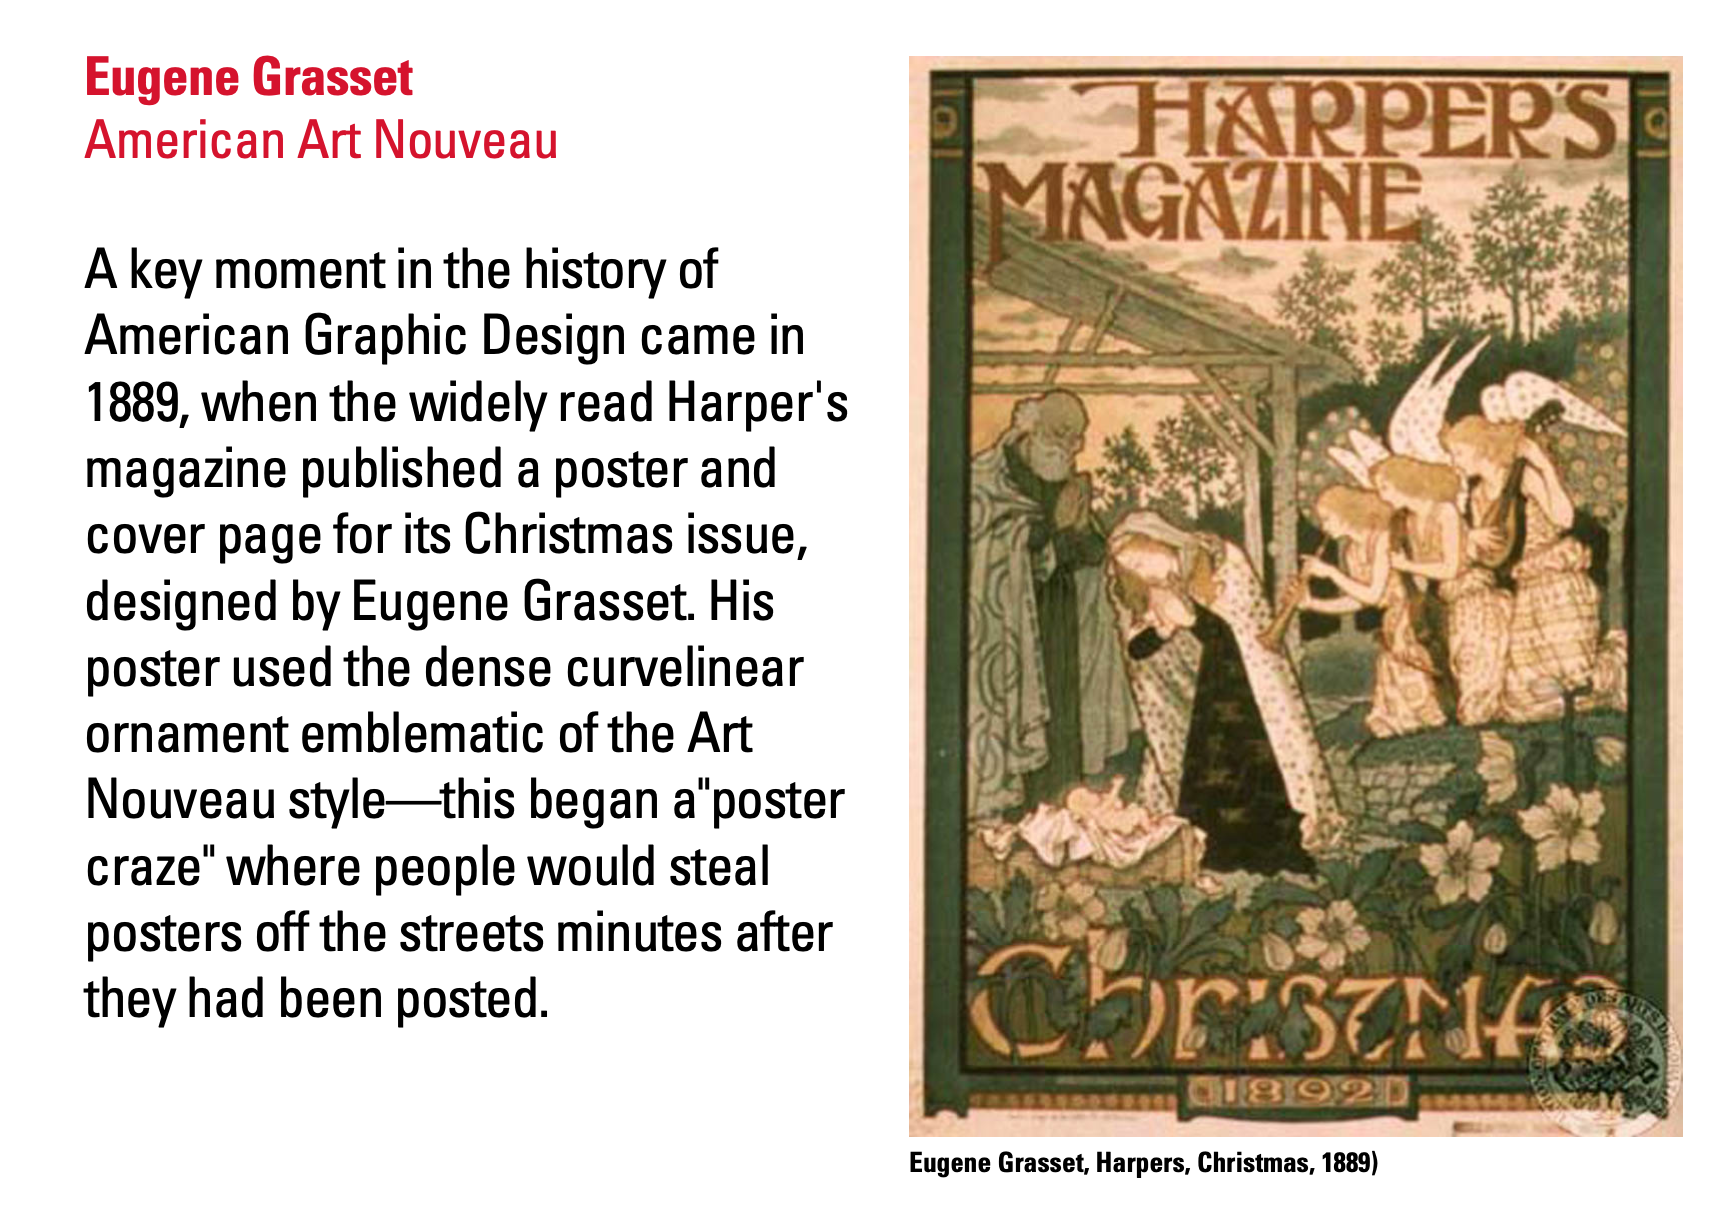 Eugene Grasset
American Art Nouveau
A key moment in the history of
American Graphic Design came in
1889, when the widely read Harper's
magazine published a poster and
cover page for its Christmas issue,
designed by Eugene Grasset. His
poster used the dense curvelinear
ornament emblematic of the Art
Nouveau style—this began a"poster
craze" where people would steal
posters off the streets minutes after
they had been posted.
HARPER'S
MAGAZINE
Christmas
1892
DES ARTS
Eugene Grasset, Harpers, Christmas, 1889)